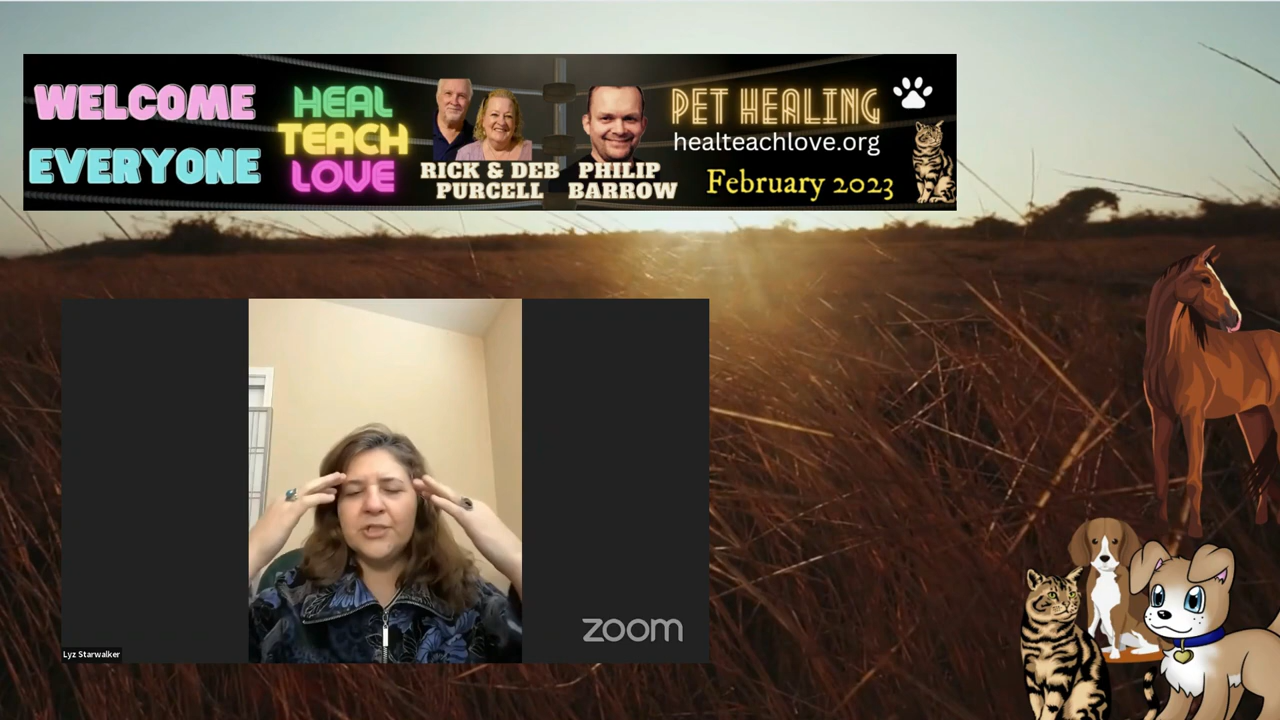 WELCOME
EVERYONE
HEAL
TEACH
LOVE
RICK & DEB
PURCELL
PHILIP
BARROW
PET HEALING
healteachlove.org
February 2023
zoom
Lyz Starwalker